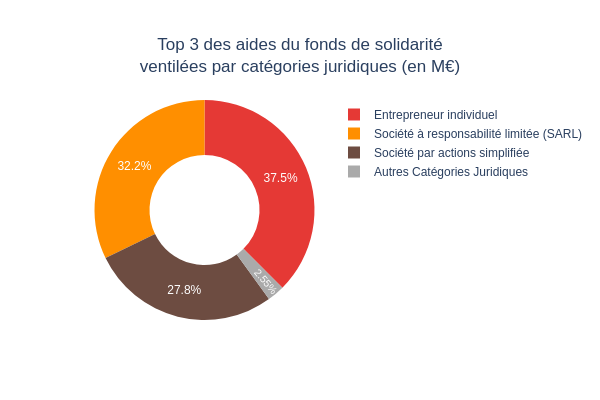 Top 3 des aides du fonds de solidarité
ventilées par catégories juridiques (en M€)
Entrepreneur individuel
Société à responsabilité limitée (SARL)
Société par actions simplifiée
Autres Catégories Juridiques
32.2%
37.5%
27.8%
2.55%